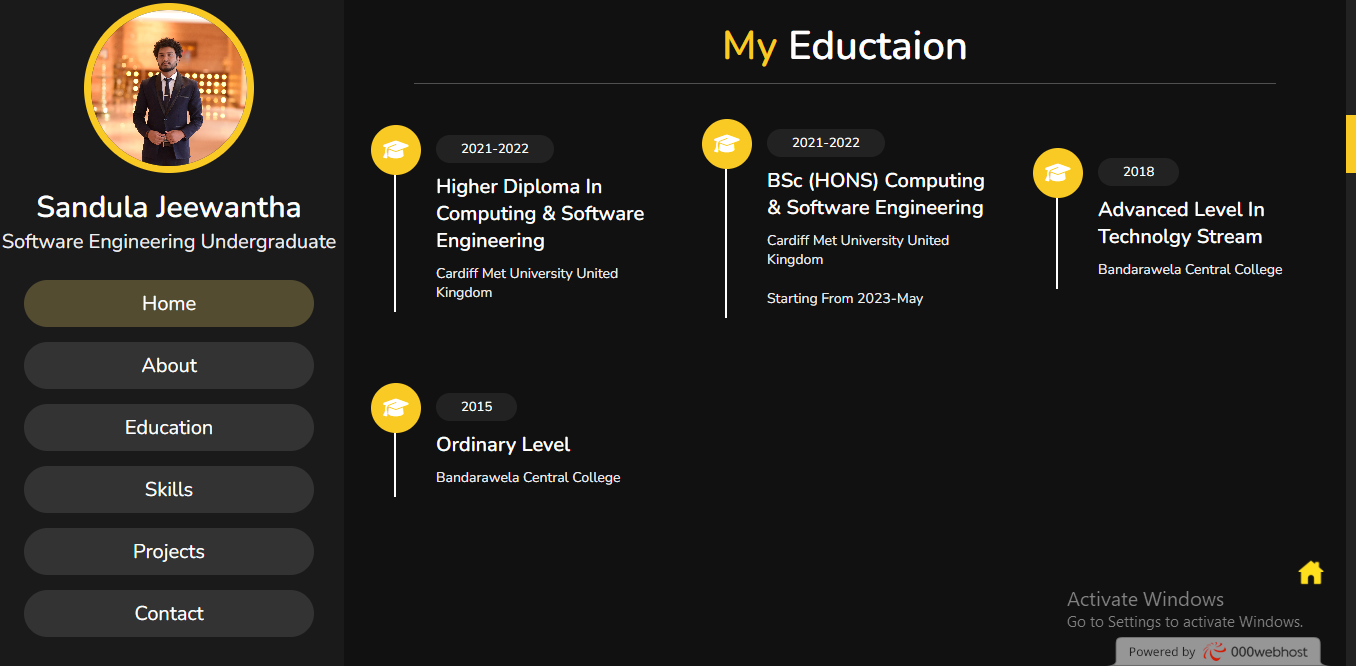 Sandula Jeewantha
Software Engineering Undergraduate
Home
About
Education
Skills
Projects
Contact
My Eductaion
2021-2022
Higher Diploma In
Computing & Software
Engineering
Cardiff Met University United
Kingdom
2021-2022
BSc (HONS) Computing
& Software Engineering
Cardiff Met University United
Kingdom
Starting From 2023-May
2018
Advanced Level In
Technolgy Stream
Bandarawela Central College
2015
Ordinary Level
Bandarawela Central College
Activate Windows
Go to Settings to activate Windows.
Powered by 000webhost